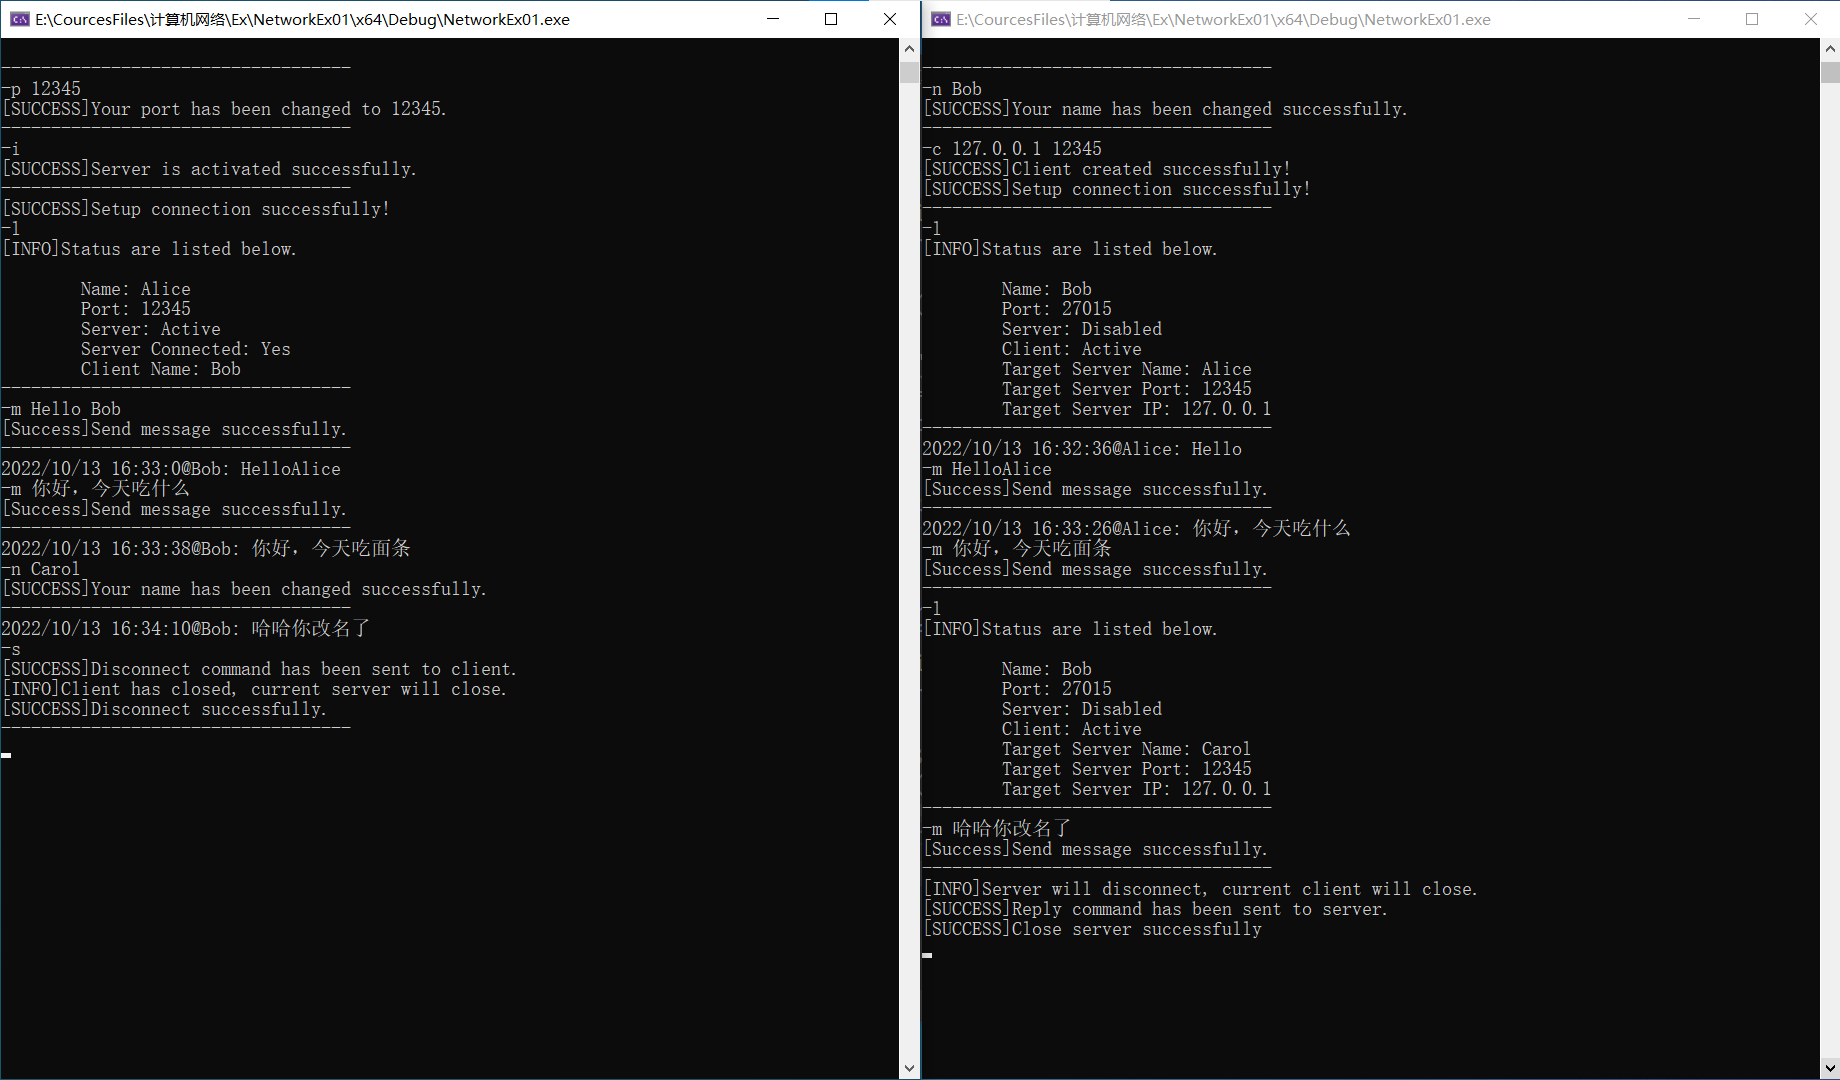 E:\CourcesFiles\计算机网络\Ex\NetworkEx01\x64\Debug\NetworkEx01.exe
-----------------------------------
-p 12345
[SUCCESS]Your port has been changed to 12345.
-----------------------------------
-i
[SUCCESS]Server is activated successfully.
-----------------------------------
[SUCCESS]Setup connection successfully!
-l
[INFO]Status are listed below.
Name: Alice
Port: 12345
Server: Active
Server Connected: Yes
Client Name: Bob
-----------------------------------
-m Hello Bob
[Success]Send message successfully.
-----------------------------------
2022/10/13 16:33:0@Bob: HelloAlice
-m 你好，今天吃什么
[Success]Send message successfully.
-----------------------------------
2022/10/13 16:33:38@Bob: 你好，今天吃面条
-n Carol
[SUCCESS]Your name has been changed successfully.
-----------------------------------
2022/10/13 16:34:10@Bob: 哈哈你改名了
-s
[SUCCESS]Disconnect command has been sent to client.
[INFO]Client has closed, current server will close.
[SUCCESS]Disconnect successfully.
-----------------------------------
E:\CourcesFiles\计算机网络\Ex\NetworkEx01\x64\Debug\NetworkEx01.exe
-----------------------------------
-n Bob
[SUCCESS]Your name has been changed successfully.
-----------------------------------
-c 127.0.0.1 12345
[SUCCESS]Client created successfully!
[SUCCESS]Setup connection successfully!
-----------------------------------
-l
[INFO]Status are listed below.
Name: Bob
Port: 27015
Server: Disabled
Client: Active
Target Server Name: Alice
Target Server Port: 12345
Target Server IP: 127.0.0.1
-----------------------------------
2022/10/13 16:32:36@Alice: Hello
-m HelloAlice
[Success]Send message successfully.
-----------------------------------
2022/10/13 16:33:26@Alice: 你好，今天吃什么
-m 你好，今天吃面条
[Success]Send message successfully.
-----------------------------------
-l
[INFO]Status are listed below.
Name: Bob
Port: 27015
Server: Disabled
Client: Active
Target Server Name: Carol
Target Server Port: 12345
Target Server IP: 127.0.0.1
-----------------------------------
-m 哈哈你改名了
[Success]Send message successfully.
-----------------------------------
[INFO]Server will disconnect, current client will close.
[SUCCESS]Reply command has been sent to server.
[SUCCESS]Close server successfully